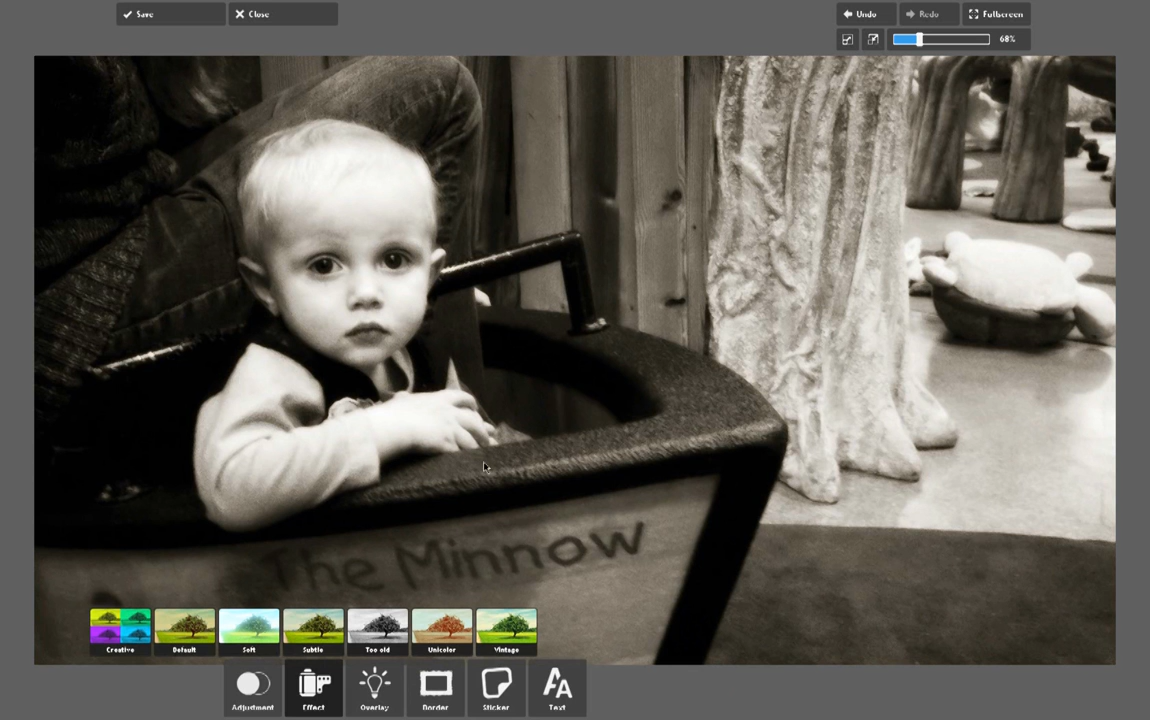 Save
Close
Undo
Redo
Fullscreen
68%
The Minnow
Creative
Default
Soft
Subtle
Too old
Unicolor
Vintage
Adjustment
Effect
Overlay
Border
Sticker
Text